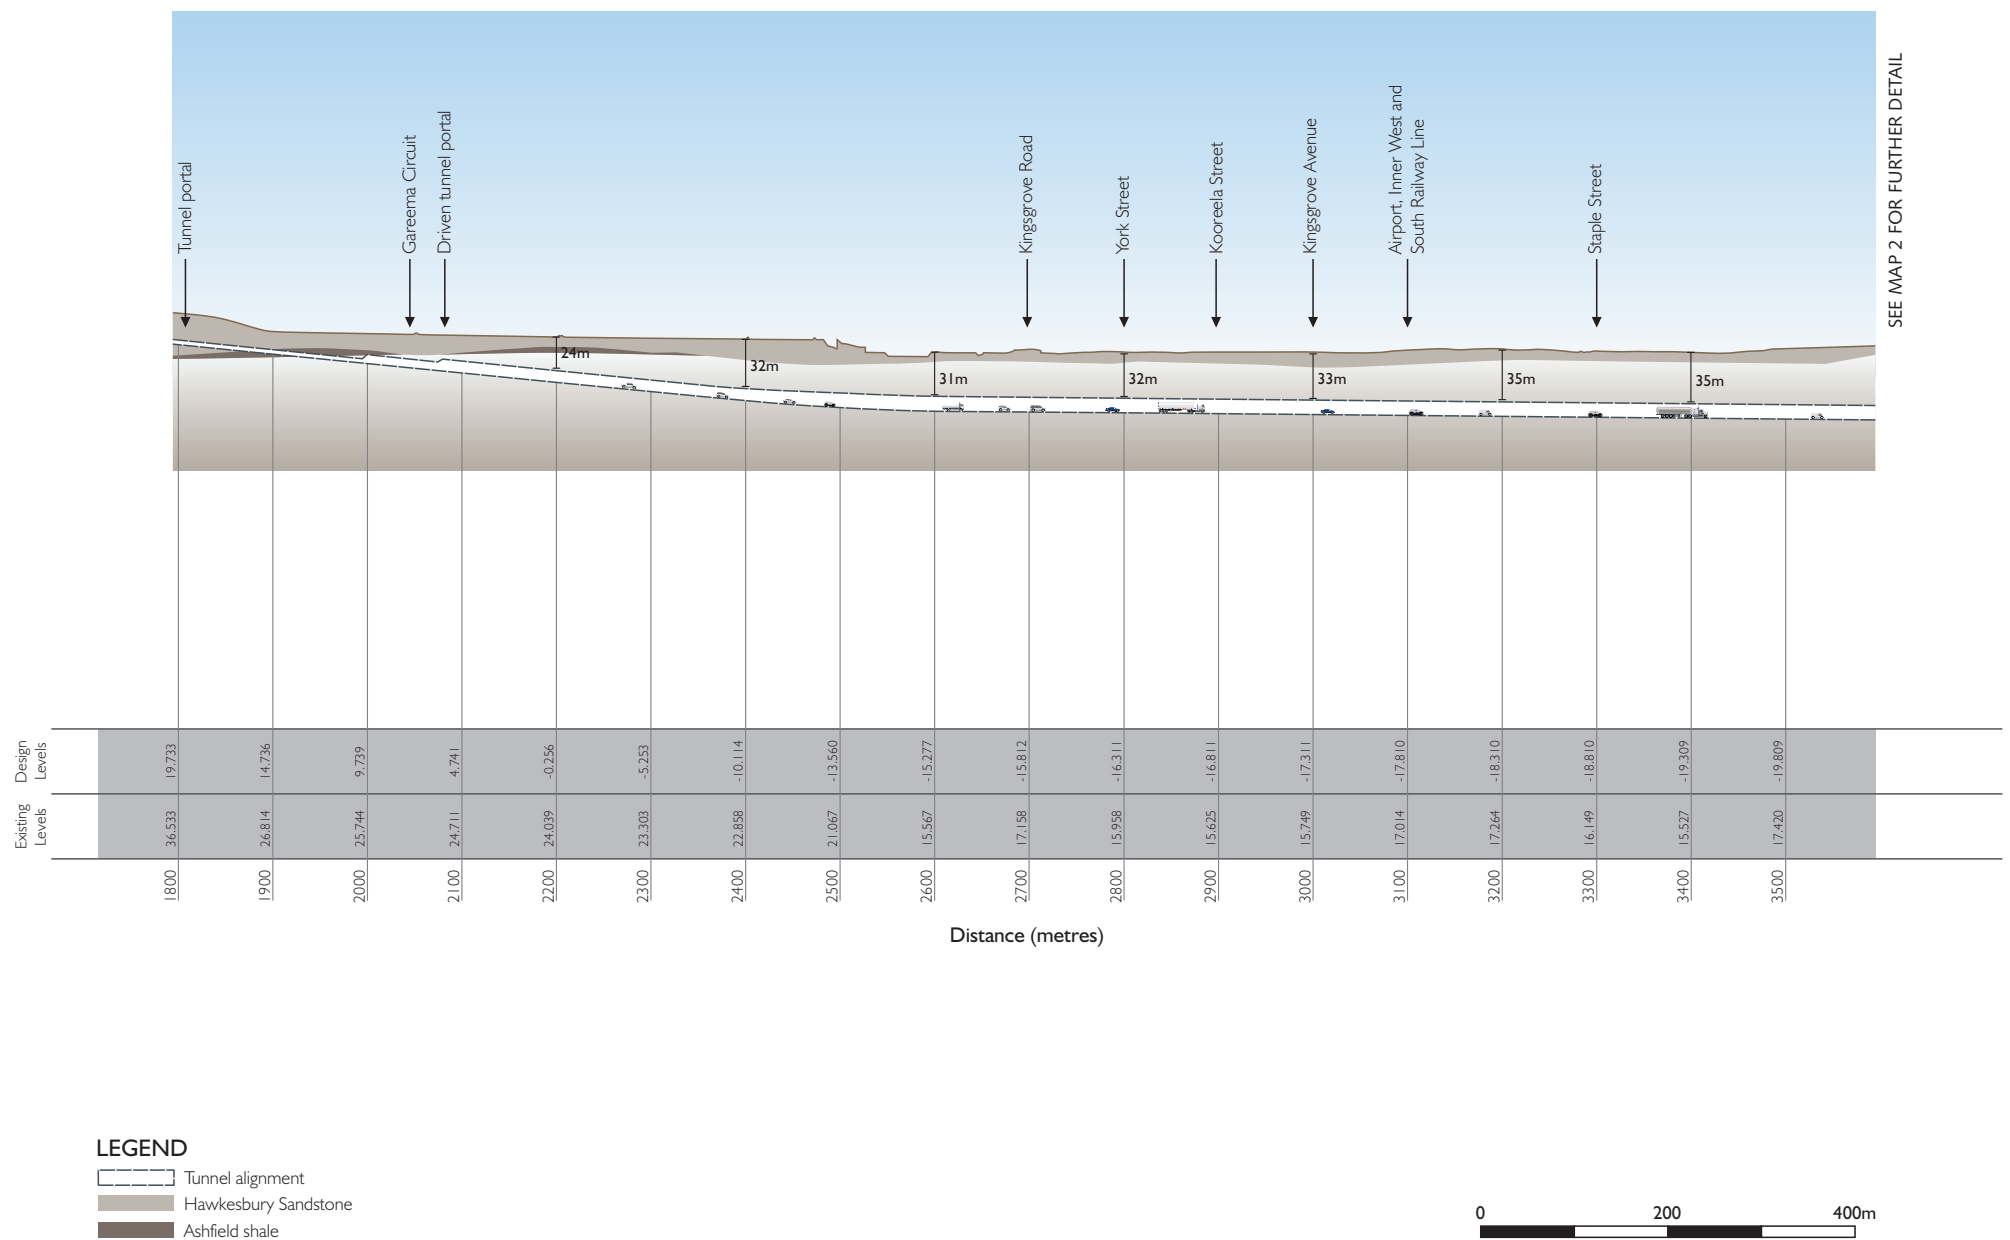 SEE MAP 2 FOR FURTHER DETAIL
Tunnel portal
Gareema Circuit
Driven tunnel portal
Kingsgrove Road
York Street
Kooreela Street
Kingsgrove Avenue
Airport, Inner West and
South Railway Line
Staple Street
24m
32m
31m
32m
33m
35m
35m
Design
Levels
19.733
14.736
9.739
4.741
-0.256
-5.253
-10.114
-13.560
-15.277
-15.812
-16.311
-16.811
-17.311
-17.810
-18.310
-18.810
-19.309
-19.809
Existing
Levels
36.533
26.814
25.744
24.711
24.039
23.303
22.858
21.067
15.567
17.158
15.958
15.625
15.749
17.014
17.264
16.149
15.527
17.420
1800
1900
2000
2100
2200
2300
2400
2500
2600
2700
2800
2900
3000
3100
3200
3300
3400
3500
Distance (metres)
LEGEND
Tunnel alignment
Hawkesbury Sandstone
Ashfield shale
0 200 400m